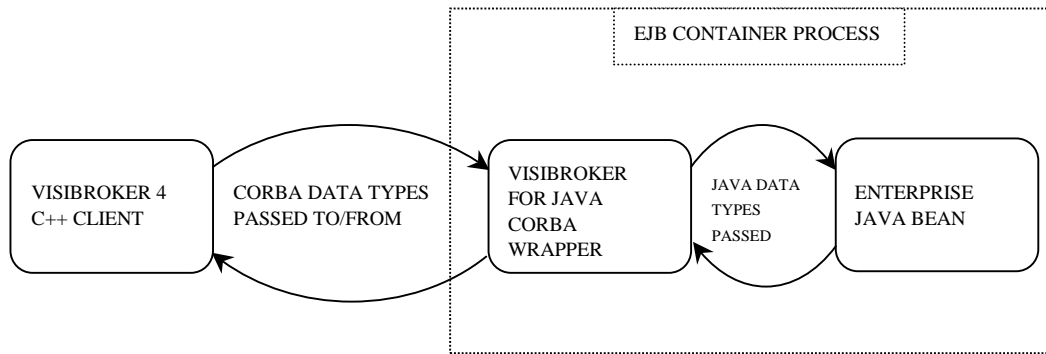 EJB CONTAINER PROCESS
VISIBROKER 4
C++ CLIENT
CORBA DATA TYPES
PASSED TO/FROM
VISIBROKER
FOR JAVA
CORBA
WRAPPER
JAVA DATA
TYPES
PASSED
ENTERPRISE
JAVA BEAN